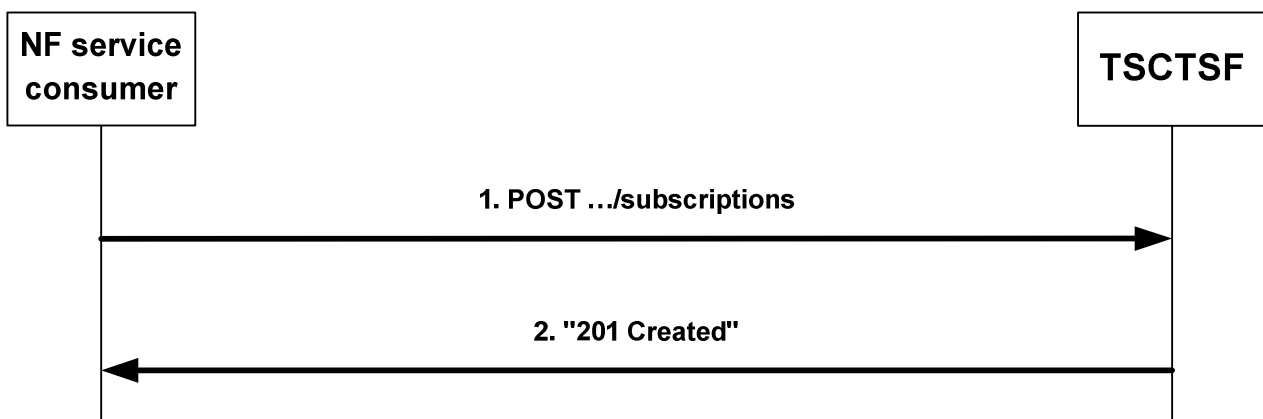 NF service
consumer
TSCTSF
1. POST …/subscriptions
2. "201 Created"